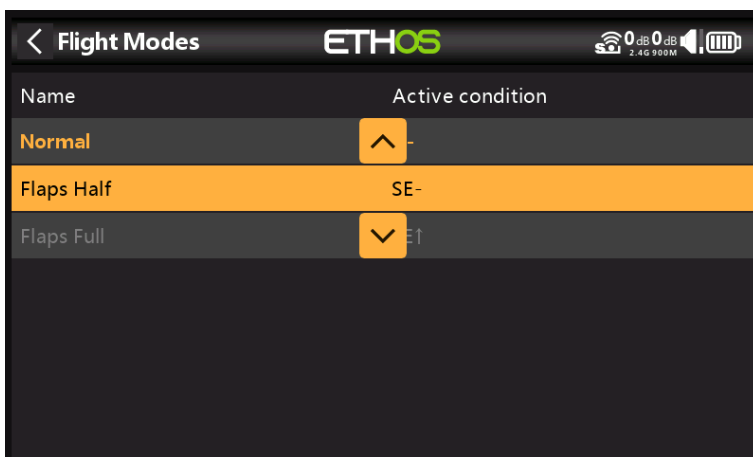 Flight Modes ETHOS 0 dB 0 dB
2.4G 900M
Name Active condition
Normal -
Flaps Half SE-
Flaps Full E↑